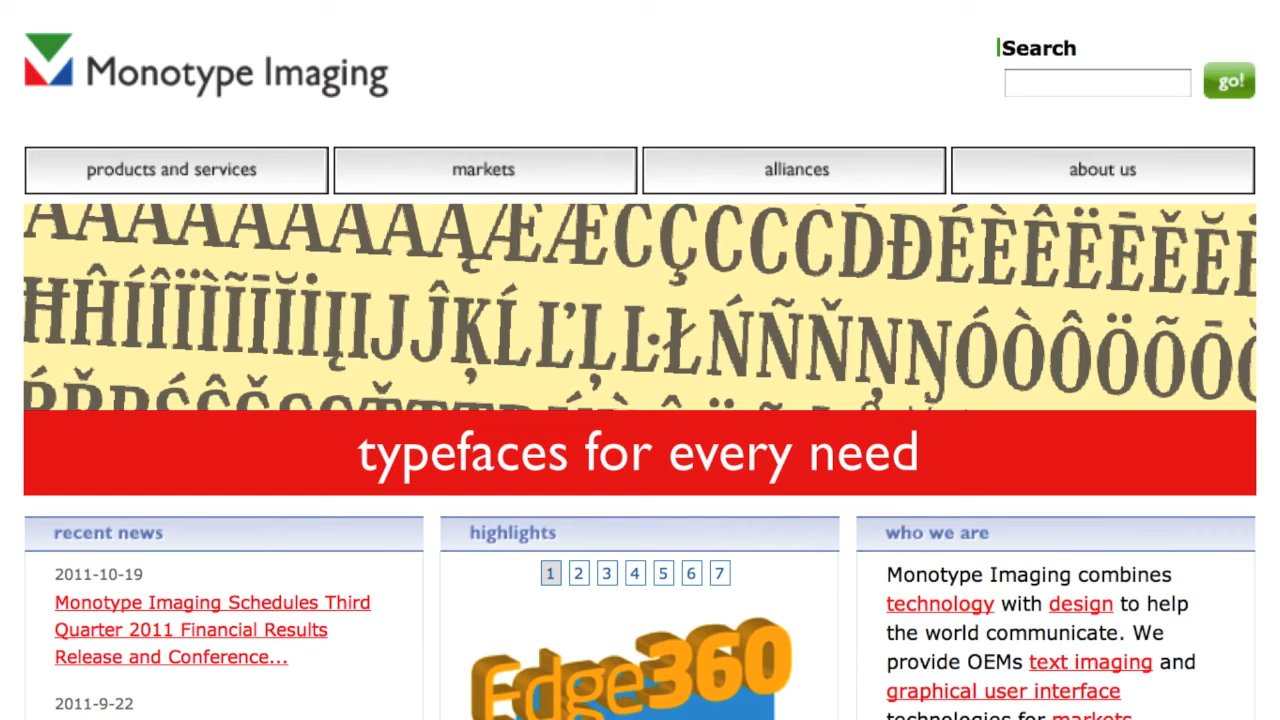 Monotype Imaging
Search
go!
products and services
markets
alliances
about us
typefaces for every need
recent news
2011-10-19
Monotype Imaging Schedules Third
Quarter 2011 Financial Results
Release and Conference...
2011-9-22
highlights
1 2 3 4 5 6 7
Edge360
who we are
Monotype Imaging combines
technology with design to help
the world communicate. We
provide OEMs text imaging and
graphical user interface
technologies for markets